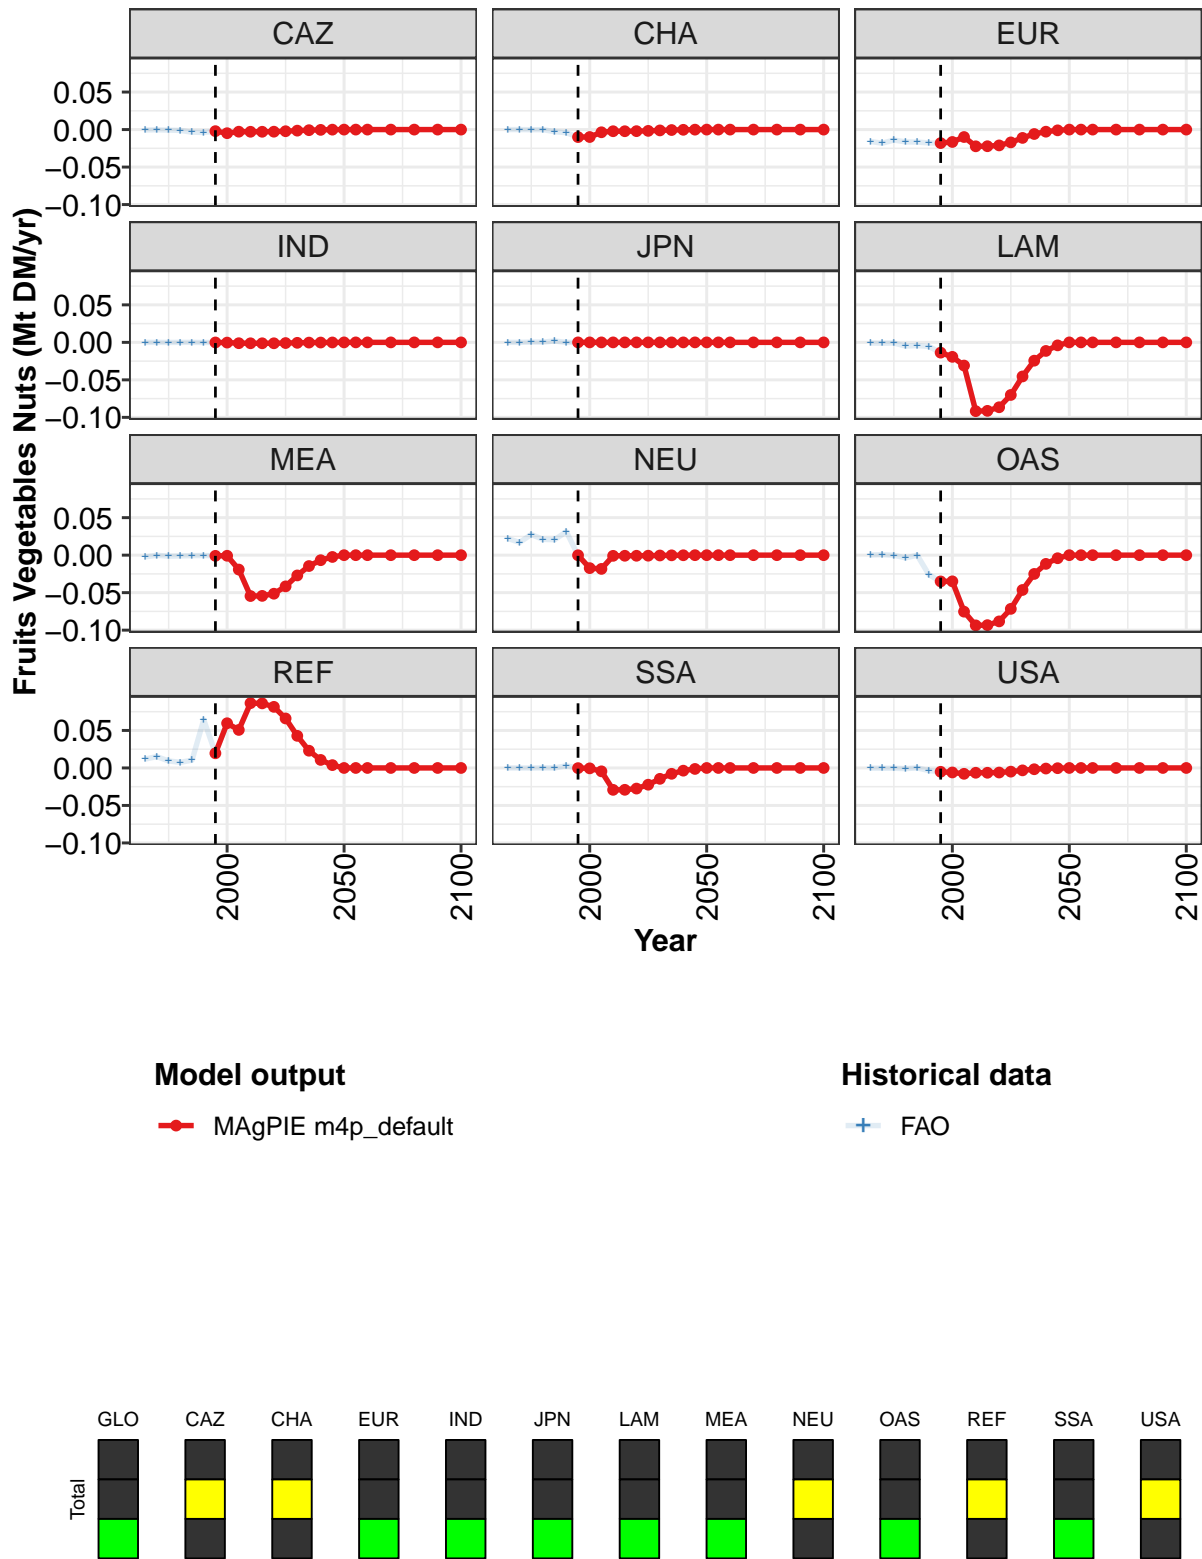 CAZ CHA EUR
0.05
0.00
−0.05
−0.10
IND JPN LAM
0.05
0.00
−0.05
−0.10
MEA NEU OAS
0.05
0.00
−0.05
−0.10
REF SSA USA
0.05
0.00
−0.05
−0.10
Fruits Vegetables Nuts (Mt DM/yr)
2000 2050 2100 2000 2050 2100 2000 2050 2100
Year
Model output
MAgPIE m4p_default
Historical data
FAO
GLO CAZ CHA EUR IND JPN LAM MEA NEU OAS REF SSA USA
Total